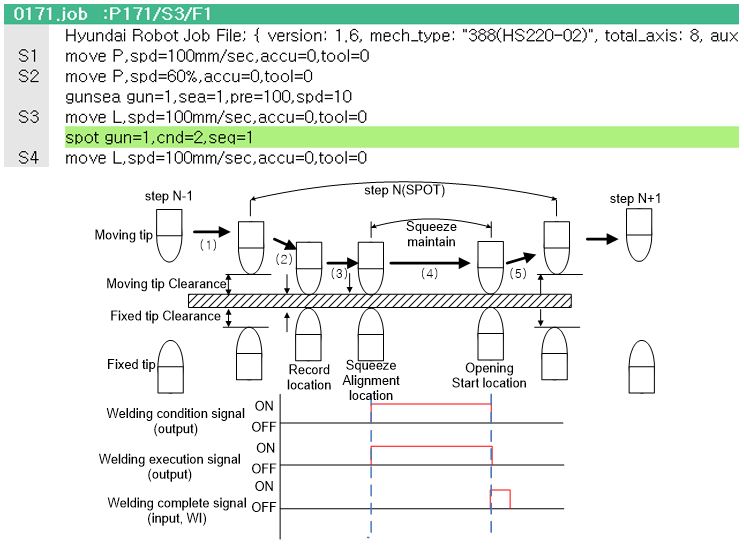 0171.job :P171/S3/F1
Hyundai Robot Job File; { version: 1.6, mech_type: "388(HS220-02)", total_axis: 8, aux
S1 move P,spd=100mm/sec,accu=0,tool=0
S2 move P,spd=60%,accu=0,tool=0
gunsea gun=1,sea=1,pre=100,spd=10
S3 move L,spd=100mm/sec,accu=0,tool=0
spot gun=1,cnd=2,seq=1
S4 move L,spd=100mm/sec,accu=0,tool=0
step N-1
step N(SPOT)
step N+1
Moving tip
Squeeze
maintain
(1)
(2)
(3)
(4)
(5)
Moving tip Clearance
Fixed tip Clearance
Fixed tip
Record
location
Squeeze
Alignment
location
Opening
Start location
Welding condition signal
(output)
ON
OFF
Welding execution signal
(output)
ON
OFF
Welding complete signal
(input, WI)
ON
OFF